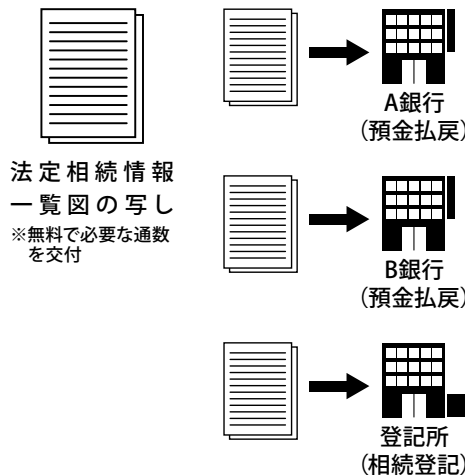 法定相続情報
一覧図の写し
※無料で必要な通数
を交付
A銀行
(預金払戻)
B銀行
(預金払戻)
登記所
(相続登記)